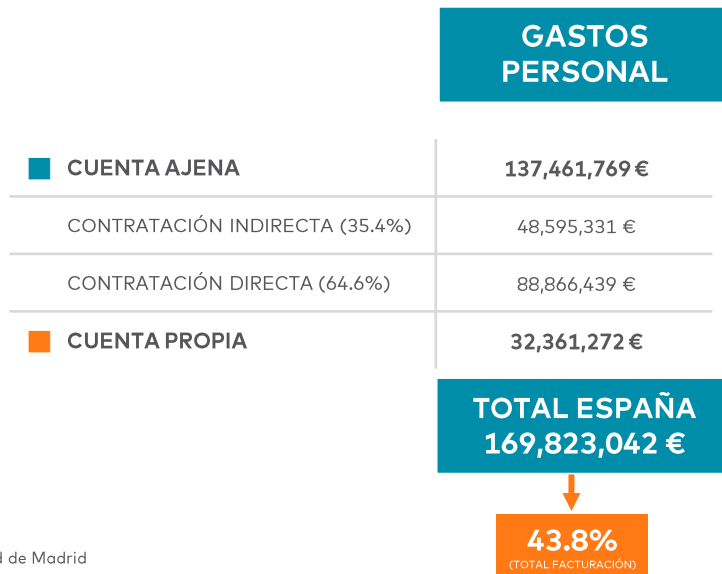 GASTOS
PERSONAL
CUENTA AJENA 137,461,769 €
CONTRATACIÓN INDIRECTA (35.4%) 48,595,331 €
CONTRATACIÓN DIRECTA (64.6%) 88,866,439 €
CUENTA PROPIA 32,361,272 €
TOTAL ESPAÑA
169,823,042 €
43.8%
(TOTAL FACTURACIÓN)
de Madrid